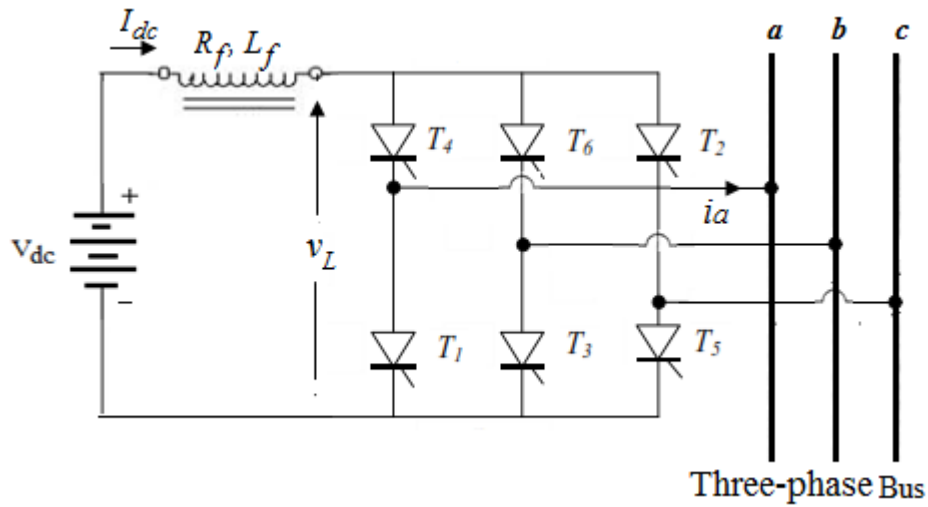 I_dc
R_f, L_f
a b c
T_4 T_6 T_2
i_a
+
V_dc
v_L
−
T_1 T_3 T_5
Three-phase Bus